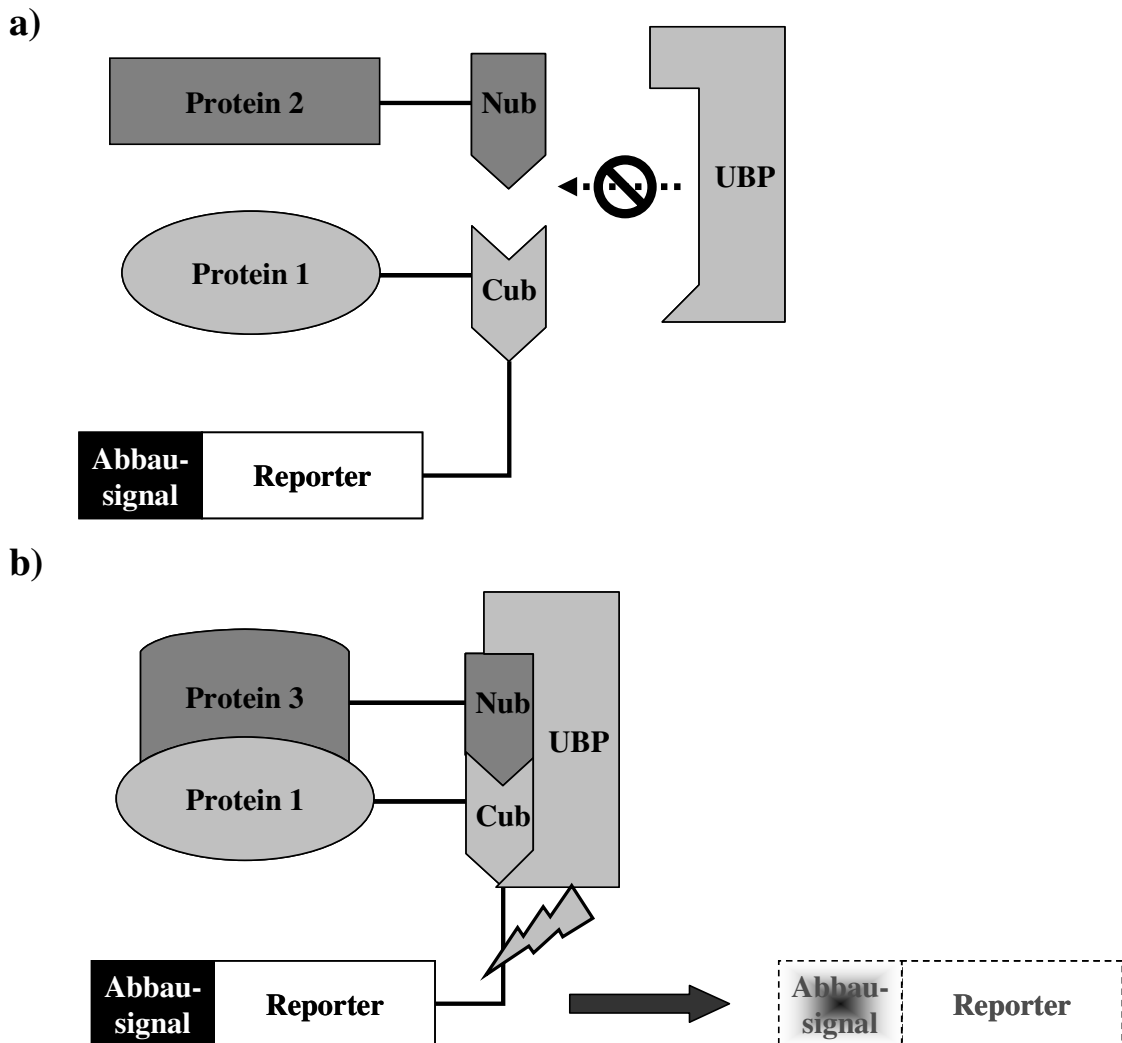 a)
Protein 2
Nub
UBP
Protein 1
Cub
Abbau-
signal
Reporter
b)
Protein 3
Nub
UBP
Protein 1
Cub
Abbau-
signal
Reporter
Abbau-
signal
Reporter